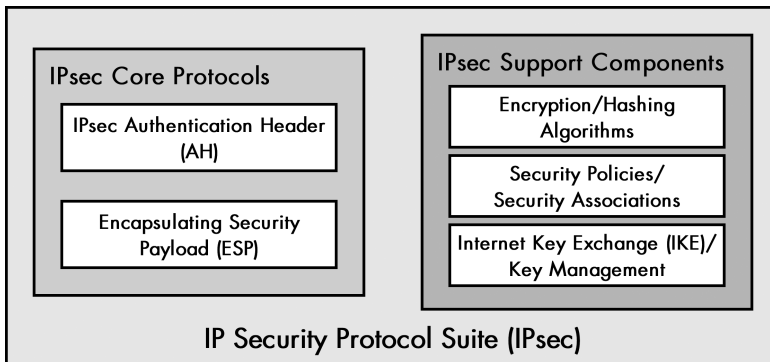 IPsec Core Protocols
IPsec Authentication Header
(AH)
Encapsulating Security
Payload (ESP)
IPsec Support Components
Encryption/Hashing
Algorithms
Security Policies/
Security Associations
Internet Key Exchange (IKE)/
Key Management
IP Security Protocol Suite (IPsec)